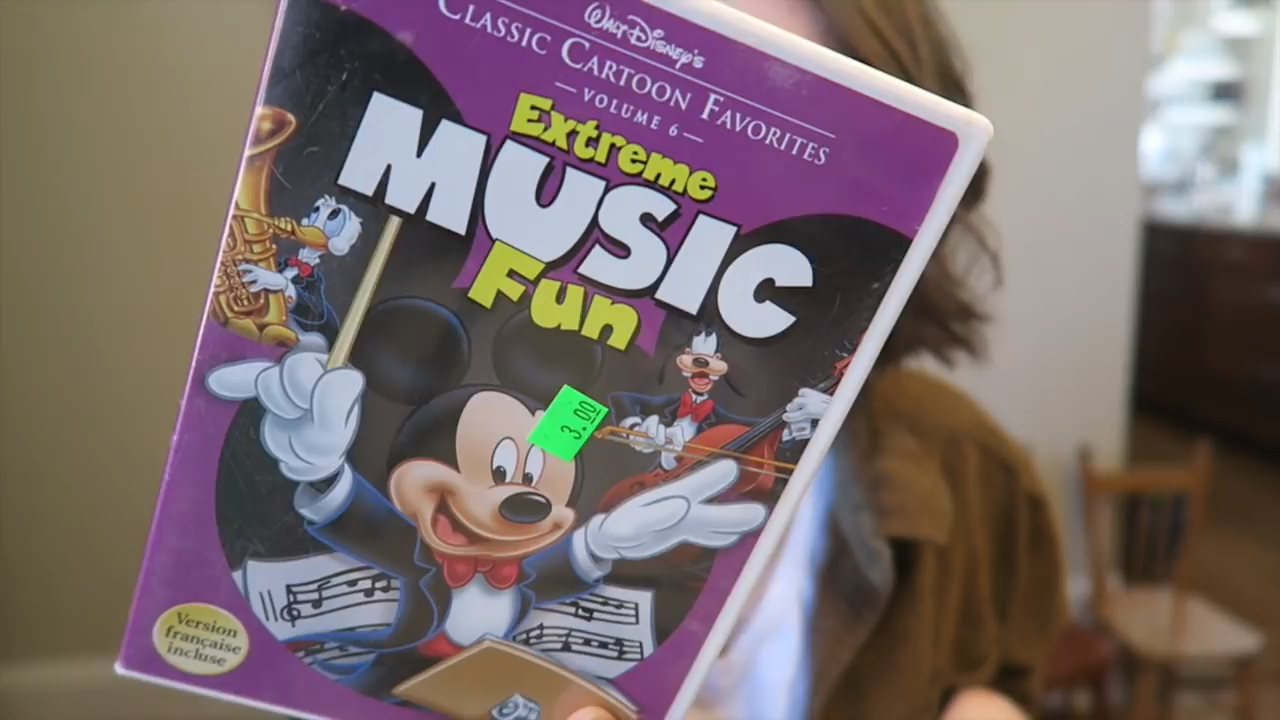 WALT DISNEY'S
CLASSIC CARTOON FAVORITES
— VOLUME 6 —
Extreme
MUSIC
Fun
3.00
Version
française
incluse